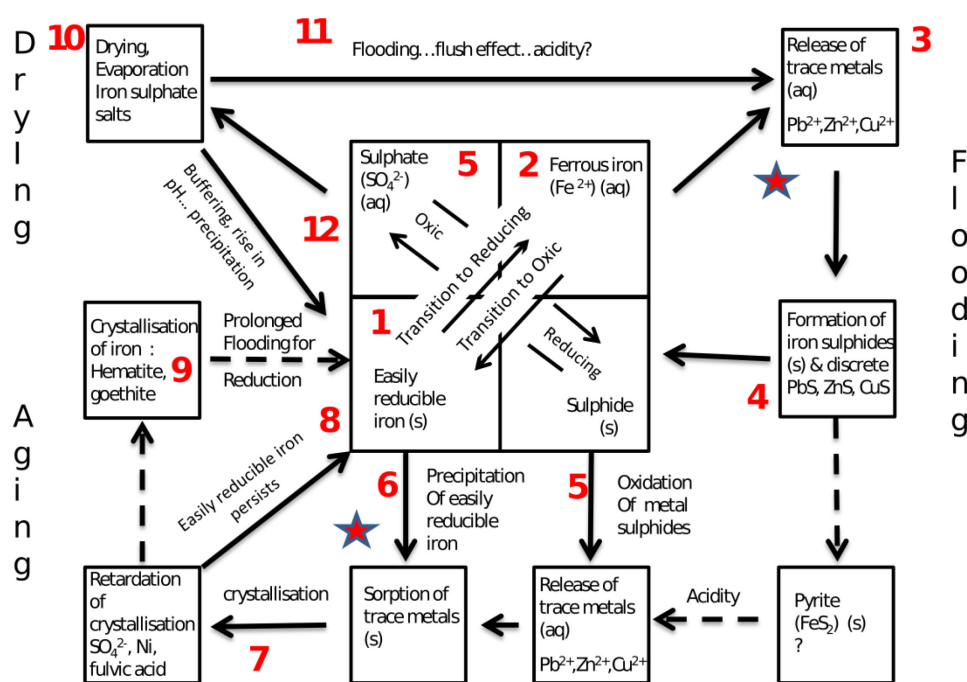 Drying
10
Drying,
Evaporation
Iron sulphate
salts
11
Flooding...flush effect..acidity?
3
Release of
trace metals
(aq)
Pb²⁺,Zn²⁺,Cu²⁺
Sulphate
(SO₄²⁻)
(aq)
5
Oxic
2
Ferrous iron
(Fe ²⁺) (aq)
Transition to Reducing
Transition to Oxic
1
Easily
reducible
iron (s)
Reducing
Sulphide
(s)
12
Buffering, rise in
pH... precipitation
Flooding
Crystallisation
of iron :
Hematite,
goethite
9
Prolonged
Flooding for
Reduction
Formation of
iron sulphides
(s) & discrete
PbS, ZnS, CuS
4
Aging
8
Easily reducible iron
persists
6
Precipitation
Of easily
reducible
iron
5
Oxidation
Of metal
sulphides
Retardation
of
crystallisation
SO₄²⁻, Ni,
fulvic acid
crystallisation
7
Sorption of
trace metals
(s)
Release of
trace metals
(aq)
Pb²⁺,Zn²⁺,Cu²⁺
Acidity
Pyrite
(FeS₂) (s)
?